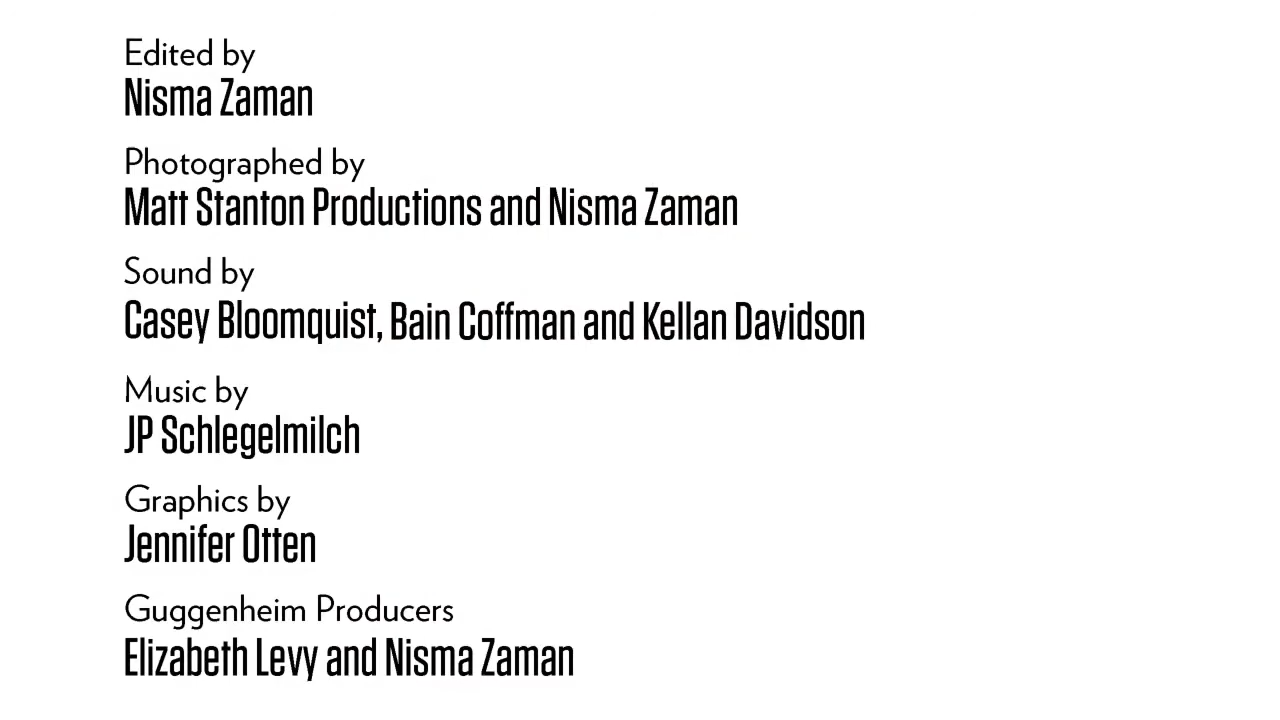 Edited by
Nisma Zaman
Photographed by
Matt Stanton Productions and Nisma Zaman
Sound by
Casey Bloomquist, Bain Coffman and Kellan Davidson
Music by
JP Schlegelmilch
Graphics by
Jennifer Otten
Guggenheim Producers
Elizabeth Levy and Nisma Zaman